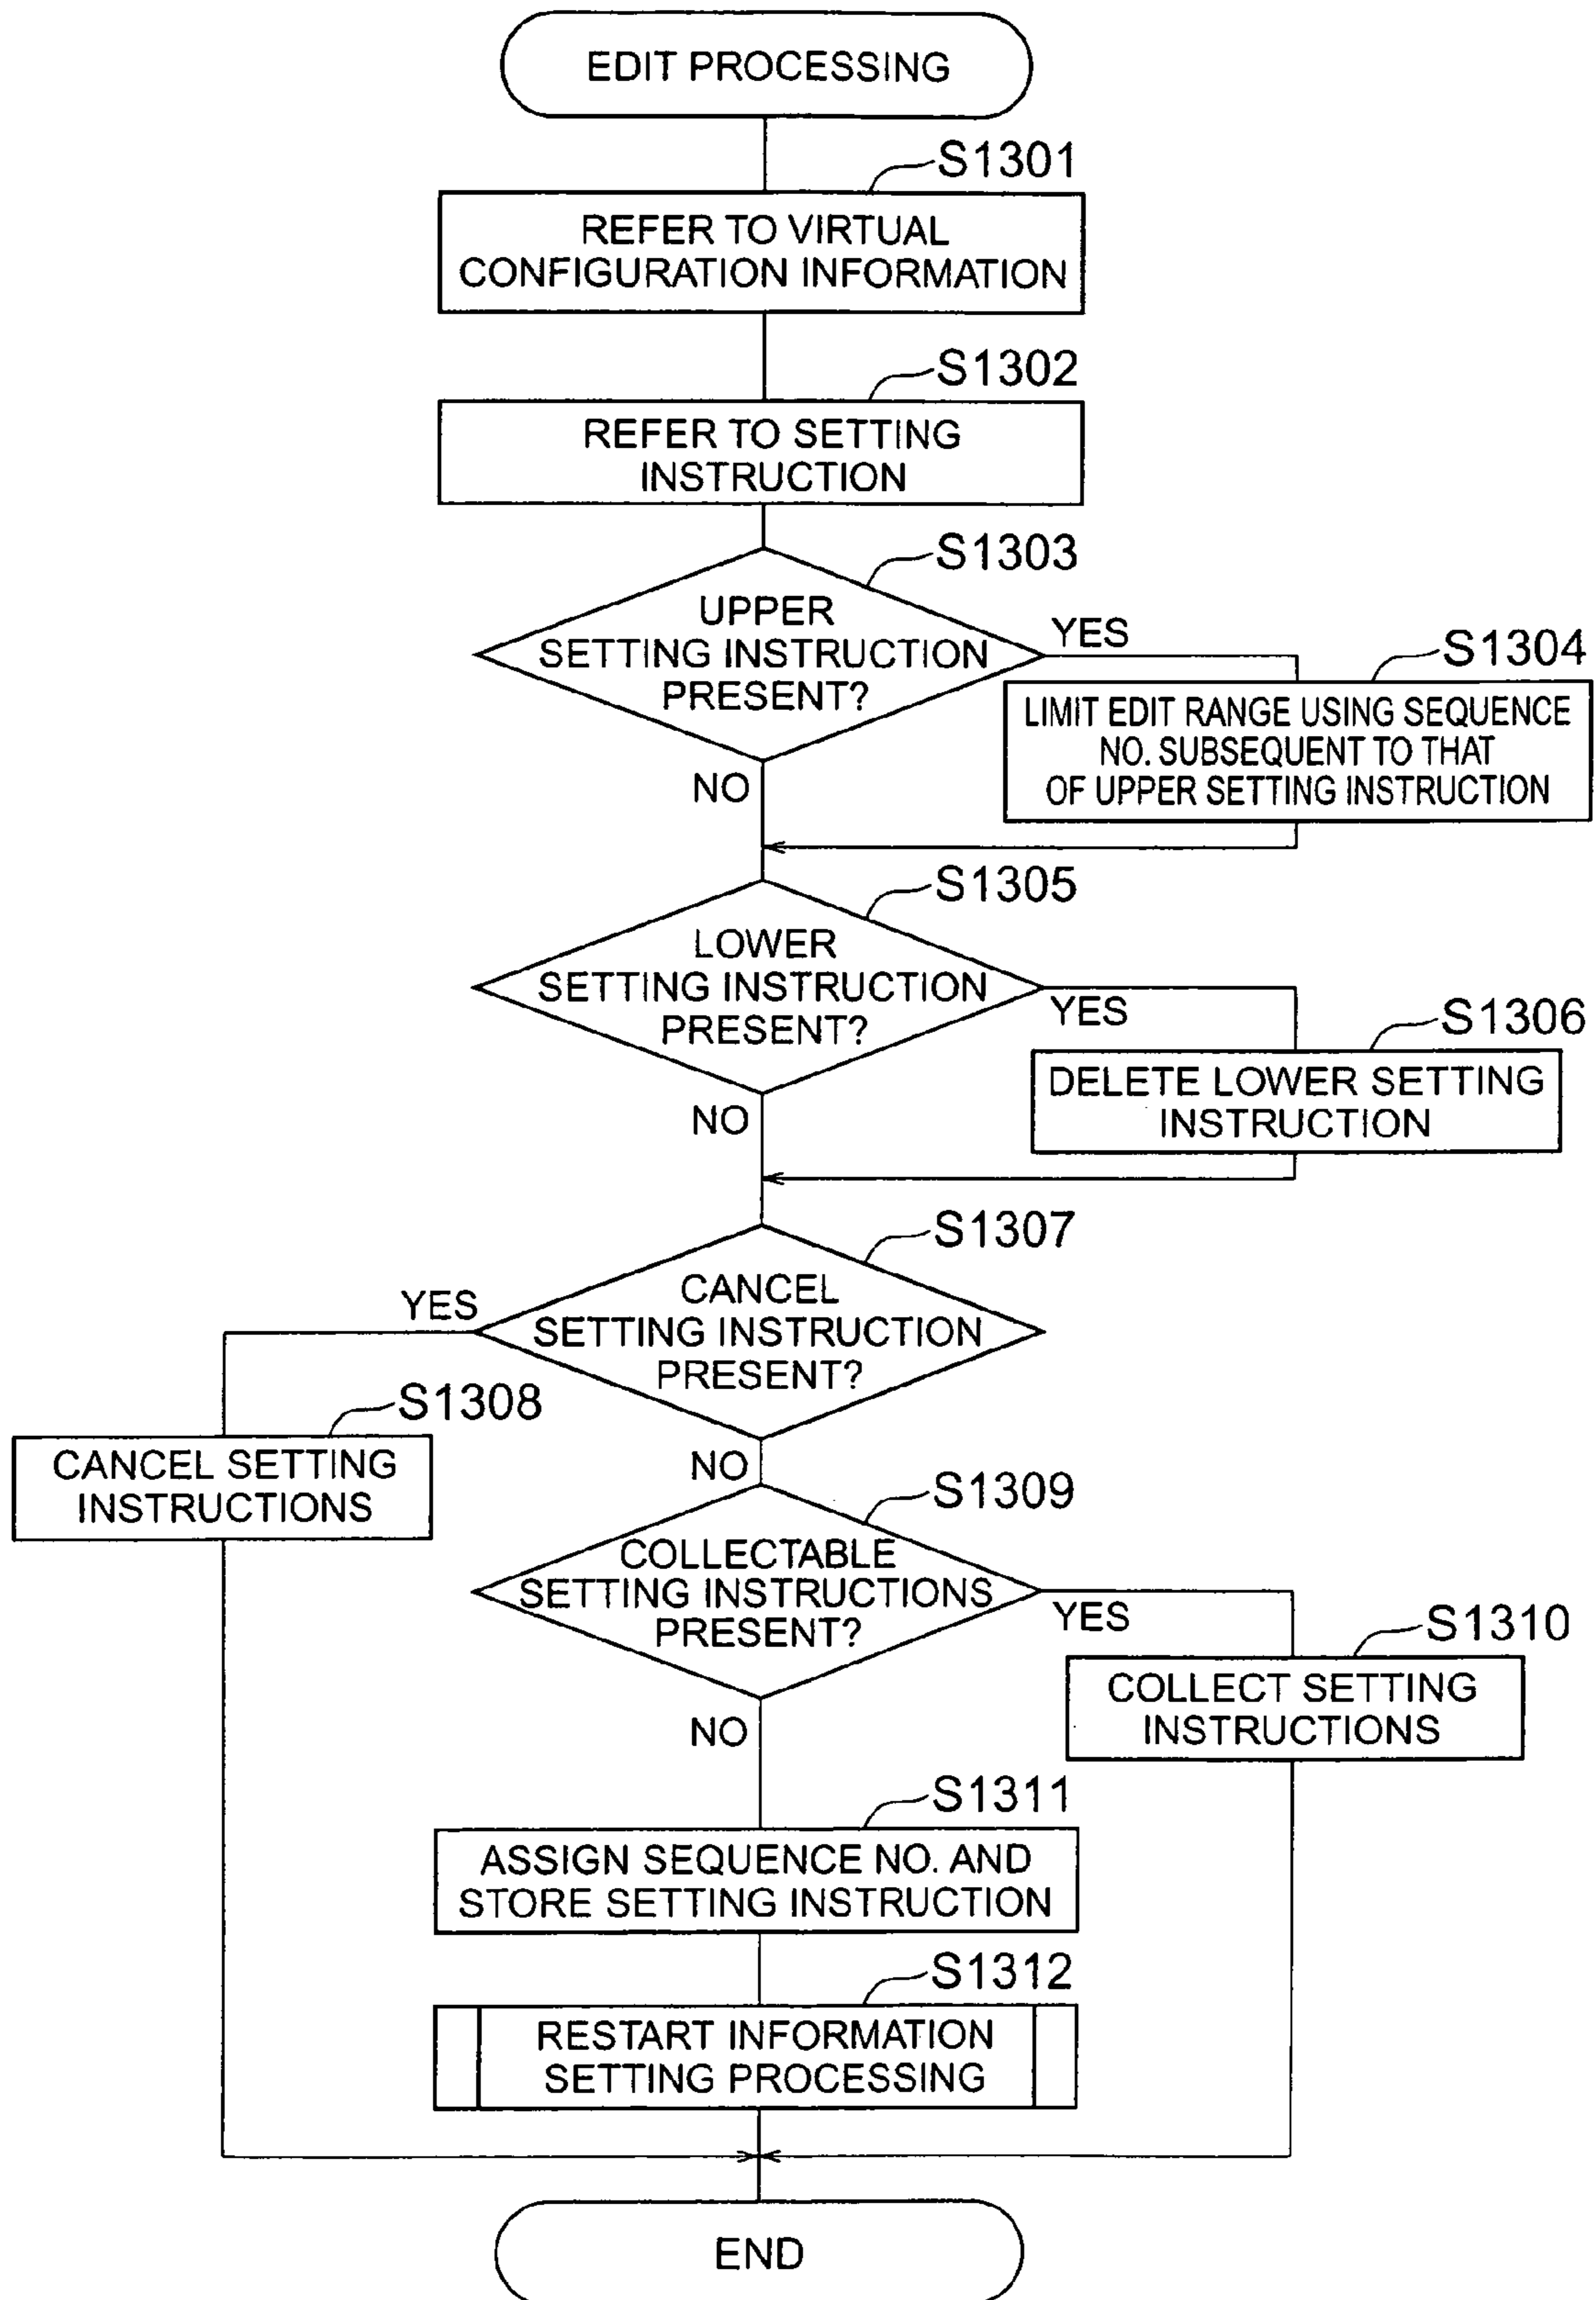 EDIT PROCESSING
S1301
REFER TO VIRTUAL
CONFIGURATION INFORMATION
S1302
REFER TO SETTING
INSTRUCTION
S1303
UPPER
SETTING INSTRUCTION
PRESENT?
YES
S1304
LIMIT EDIT RANGE USING SEQUENCE
NO. SUBSEQUENT TO THAT
OF UPPER SETTING INSTRUCTION
NO
S1305
LOWER
SETTING INSTRUCTION
PRESENT?
YES
S1306
DELETE LOWER SETTING
INSTRUCTION
NO
S1307
CANCEL
SETTING INSTRUCTION
PRESENT?
YES
S1308
CANCEL SETTING
INSTRUCTIONS
NO
S1309
COLLECTABLE
SETTING INSTRUCTIONS
PRESENT?
YES
S1310
COLLECT SETTING
INSTRUCTIONS
NO
S1311
ASSIGN SEQUENCE NO. AND
STORE SETTING INSTRUCTION
S1312
RESTART INFORMATION
SETTING PROCESSING
END